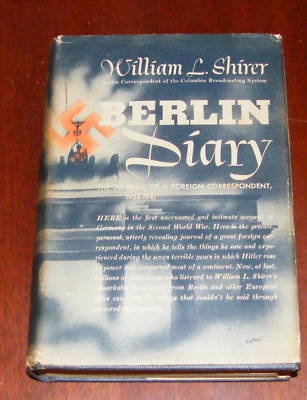 William L. Shirer
Berlin Correspondent of the Columbia Broadcasting System
BERLIN
Diary
THE JOURNAL OF A FOREIGN CORRESPONDENT,
1934-1941
HERE is the first uncensored and intimate account of
Germany in the Second World War. Here is the private
personal, utterly revealing journal of a great foreign cor-
respondent, in which he tells the things he saw and expe-
rienced during the seven terrible years in which Hitler rose
to power and conquered most of a continent. Now, at last,
millions of Americans who listened to William L. Shirer's
remarkable from Berlin and other European
cities can the things that couldn't be said through
censored